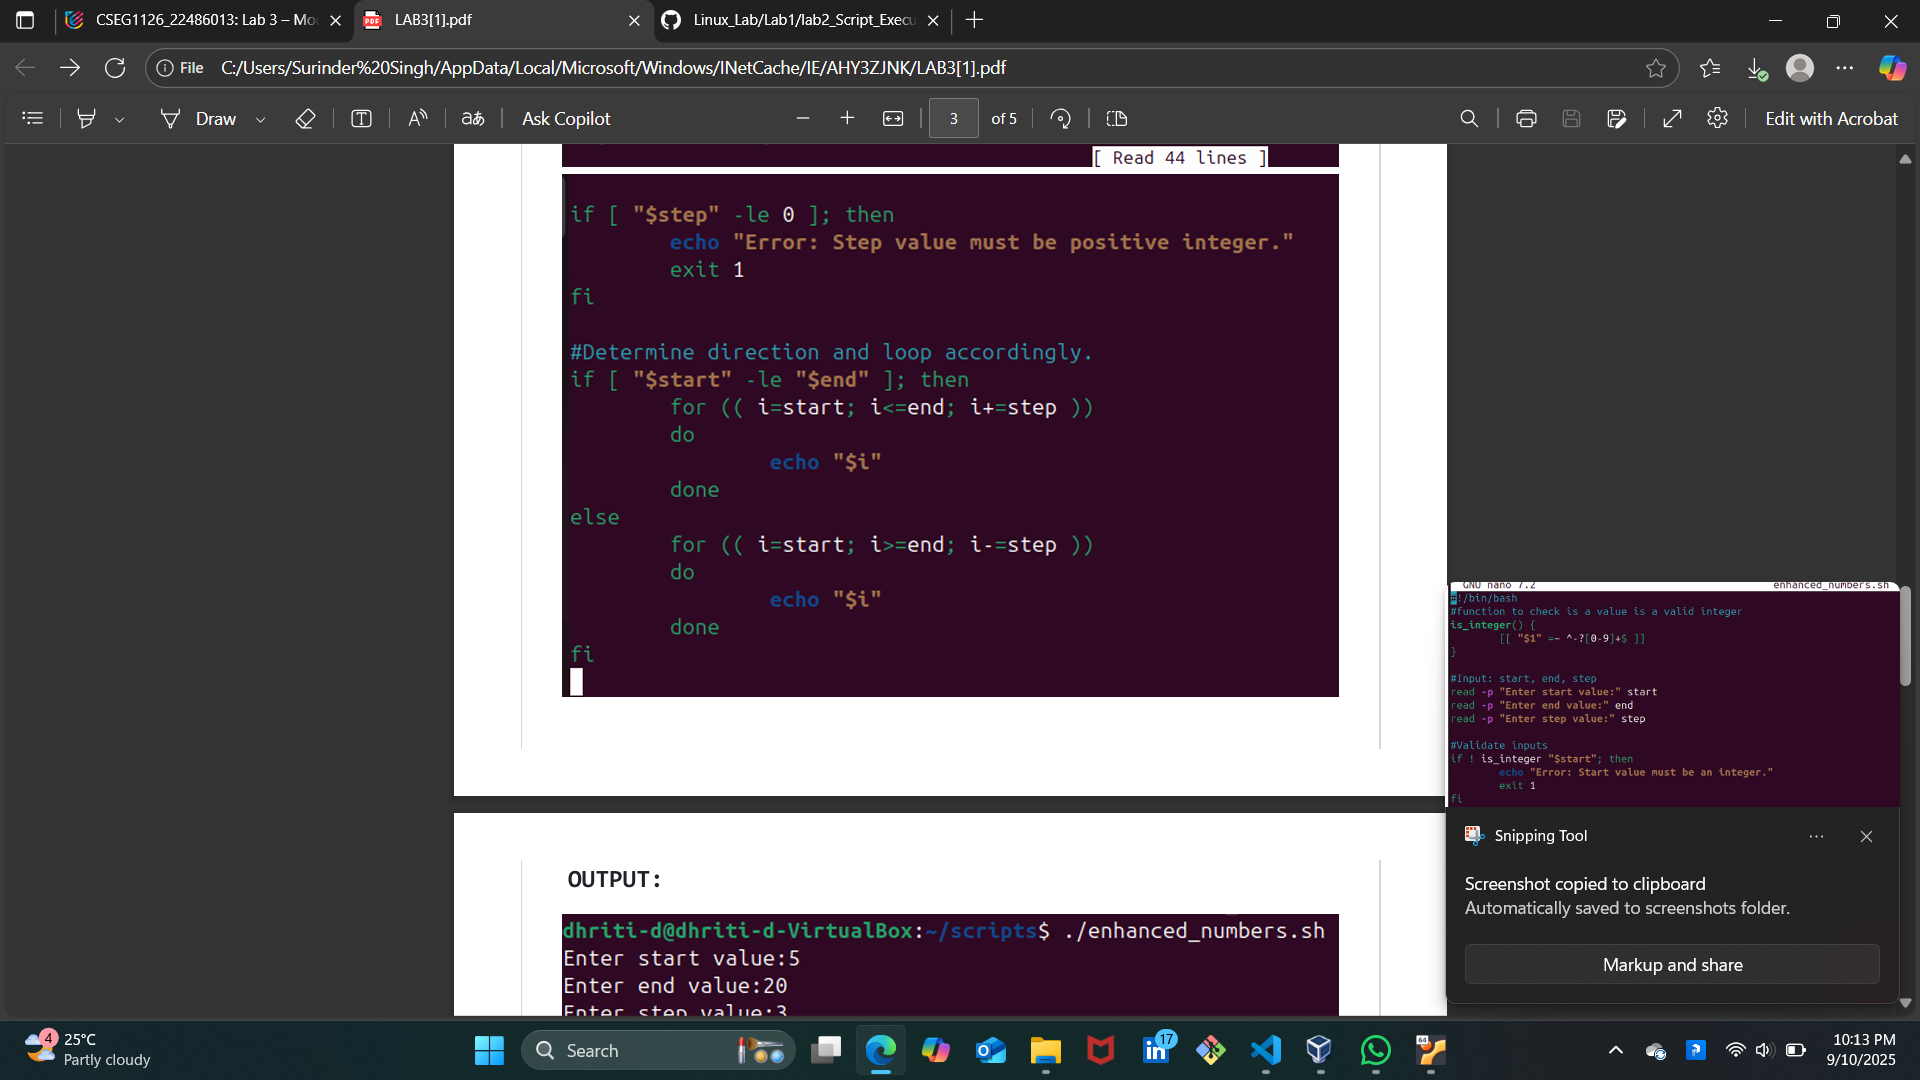 CSEG1126_22486013: Lab 3 – Mo
LAB3[1].pdf
Linux_Lab/Lab1/lab2_Script_Execu
File
C:/Users/Surinder%20Singh/AppData/Local/Microsoft/Windows/INetCache/IE/AHY3ZJNK/LAB3[1].pdf
Draw
Ask Copilot
3 of 5
Edit with Acrobat
[ Read 44 lines ]
if [ "$step" -le 0 ]; then
echo "Error: Step value must be positive integer."
exit 1
fi
#Determine direction and loop accordingly.
if [ "$start" -le "$end" ]; then
for (( i=start; i<=end; i+=step ))
do
echo "$i"
done
else
for (( i=start; i>=end; i-=step ))
do
echo "$i"
done
fi
OUTPUT:
dhriti-d@dhriti-d-VirtualBox:~/scripts$ ./enhanced_numbers.sh
Enter start value:5
Enter end value:20
Enter step value:3
GNU nano 7.2 enhanced_numbers.sh
#!/bin/bash
#function to check is a value is a valid integer
is_integer() {
[[ "$1" =~ ^-?[0-9]+$ ]]
}
#Input: start, end, step
read -p "Enter start value:" start
read -p "Enter end value:" end
read -p "Enter step value:" step
#Validate inputs
if ! is_integer "$start"; then
echo "Error: Start value must be an integer."
exit 1
fi
Snipping Tool
Screenshot copied to clipboard
Automatically saved to screenshots folder.
Markup and share
4
25°C
Partly cloudy
Search
17
64
10:13 PM
9/10/2025